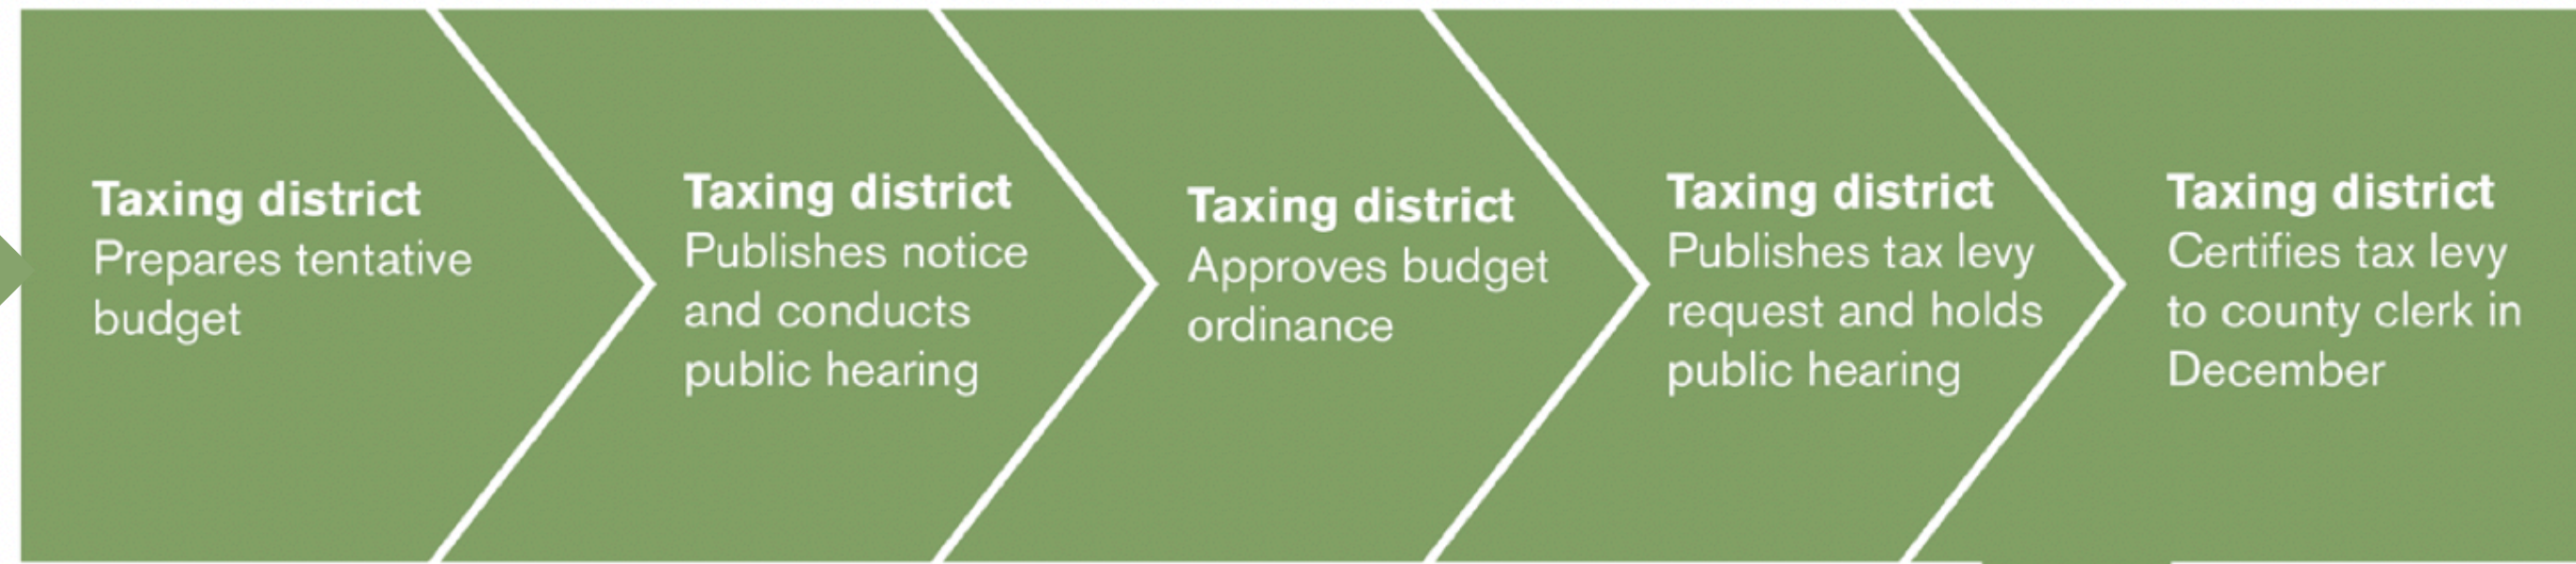 Taxing district
Prepares tentative
budget
Taxing district
Publishes notice
and conducts
public hearing
Taxing district
Approves budget
ordinance
Taxing district
Publishes tax levy
request and holds
public hearing
Taxing district
Certifies tax levy
to county clerk in
December